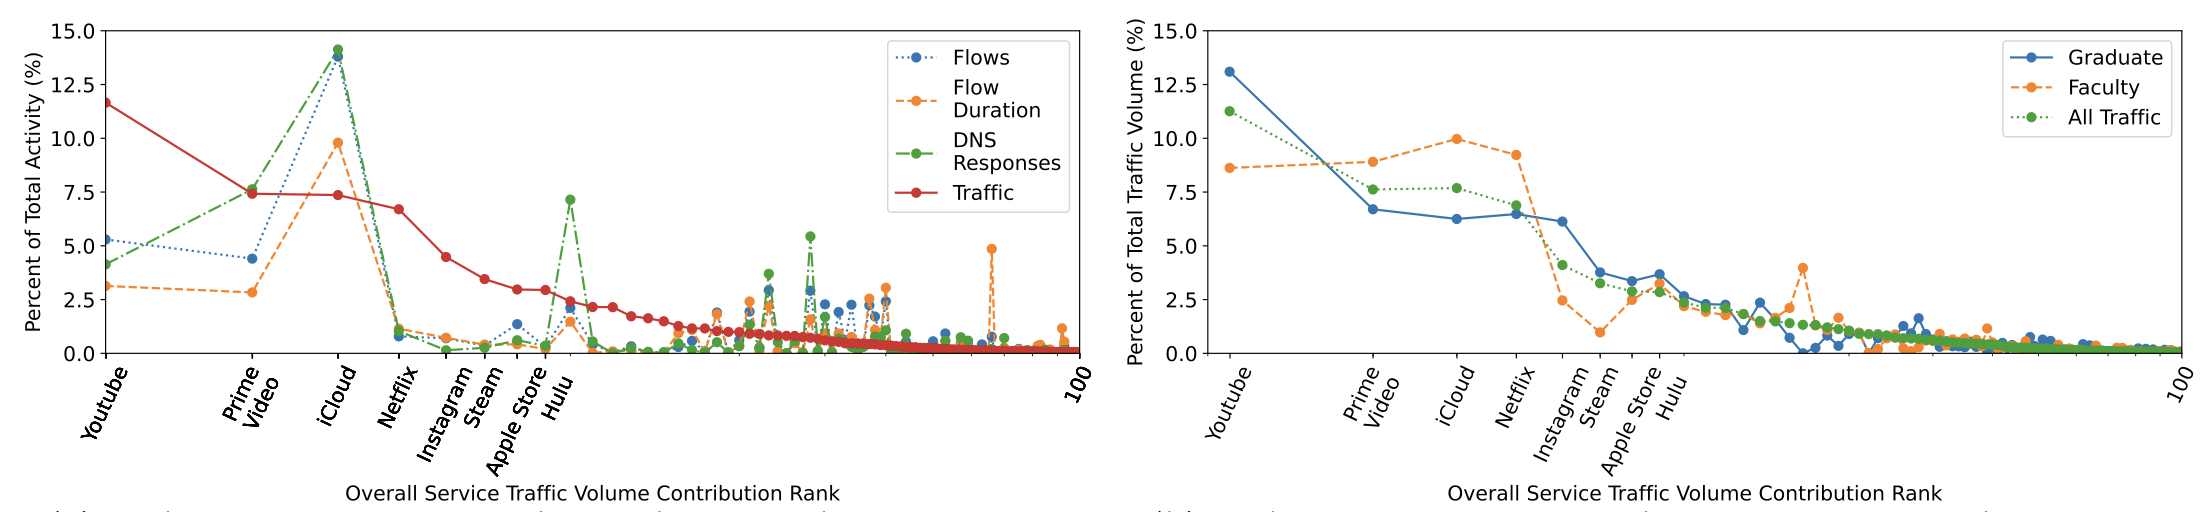 Percent of Total Activity (%)
15.0
12.5
10.0
7.5
5.0
2.5
0.0
Flows
Flow
Duration
DNS
Responses
Traffic
Youtube
Prime
Video
iCloud
Netflix
Instagram
Steam
Apple Store
Hulu
100
Overall Service Traffic Volume Contribution Rank
Percent of Total Traffic Volume (%)
15.0
12.5
10.0
7.5
5.0
2.5
0.0
Graduate
Faculty
All Traffic
Youtube
Prime
Video
iCloud
Netflix
Instagram
Steam
Apple Store
Hulu
100
Overall Service Traffic Volume Contribution Rank